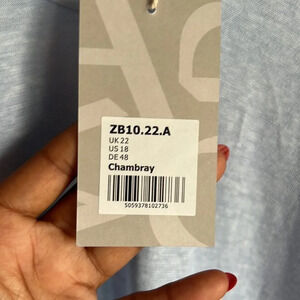 ZB10.22.A
UK 22
US 18
DE 48
Chambray
5059378102736